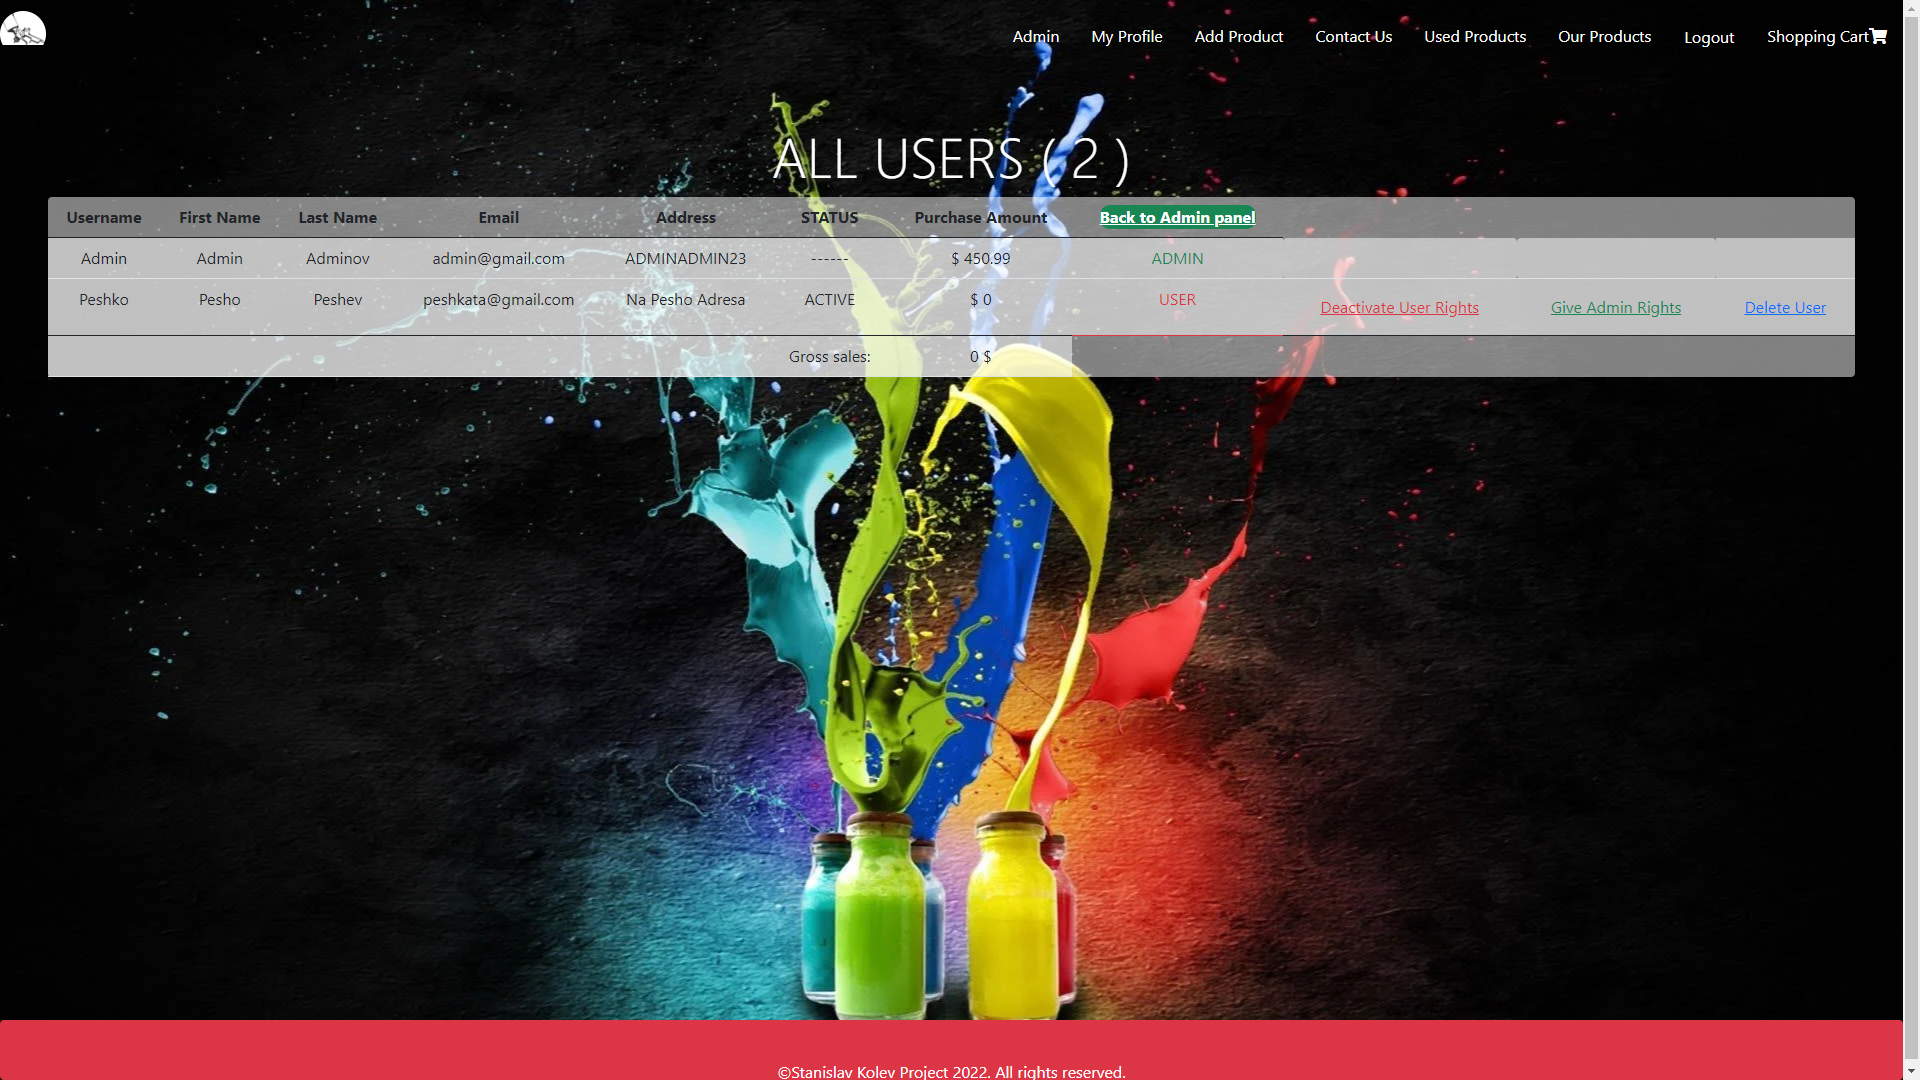 Admin My Profile Add Product Contact Us Used Products Our Products Logout Shopping Cart
ALL USERS ( 2 )
Username First Name Last Name Email Address STATUS Purchase Amount Back to Admin panel
Admin Admin Adminov admin@gmail.com ADMINADMIN23 ------ $ 450.99 ADMIN
Peshko Pesho Peshev peshkata@gmail.com Na Pesho Adresa ACTIVE $ 0 USER Deactivate User Rights Give Admin Rights Delete User
Gross sales: 0 $
©Stanislav Kolev Project 2022. All rights reserved.